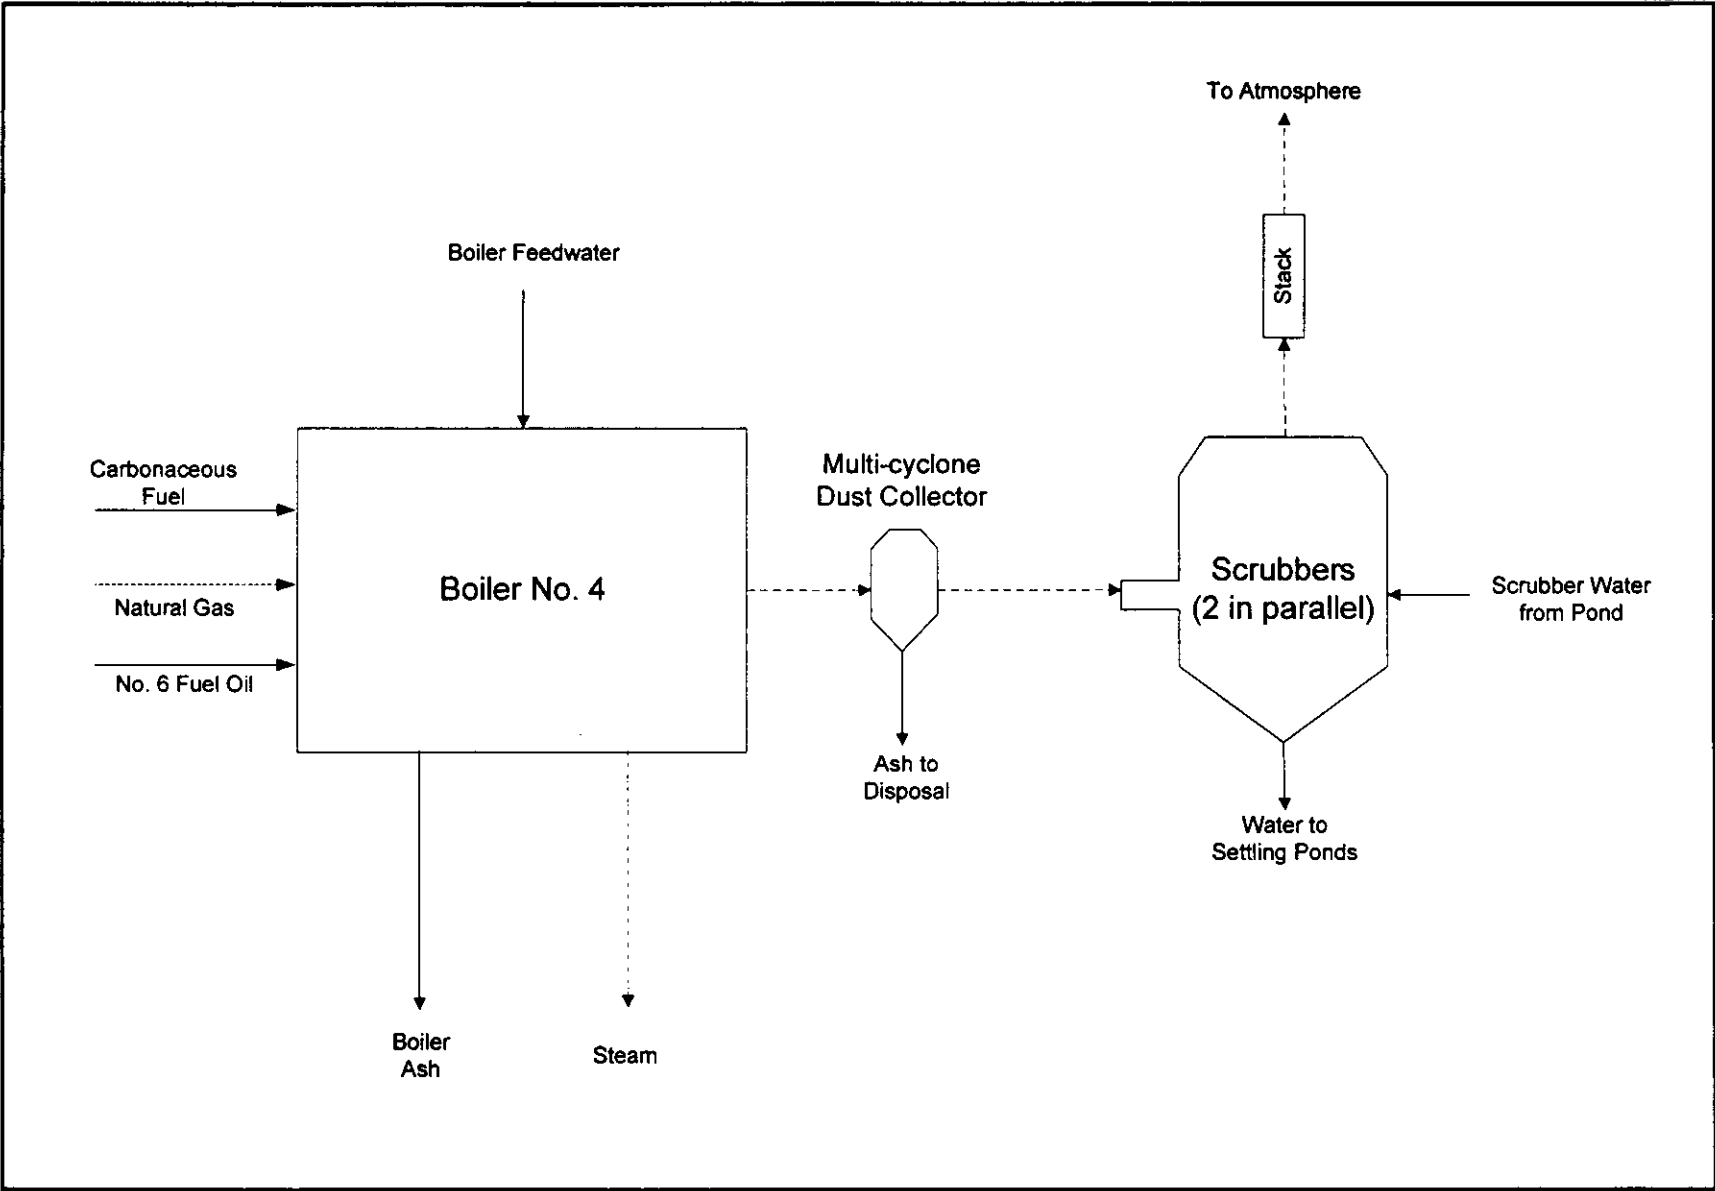 To Atmosphere
Stack
Boiler Feedwater
Carbonaceous
Fuel
Natural Gas
No. 6 Fuel Oil
Boiler No. 4
Multi-cyclone
Dust Collector
Scrubbers
(2 in parallel)
Scrubber Water
from Pond
Ash to
Disposal
Water to
Settling Ponds
Boiler
Ash
Steam